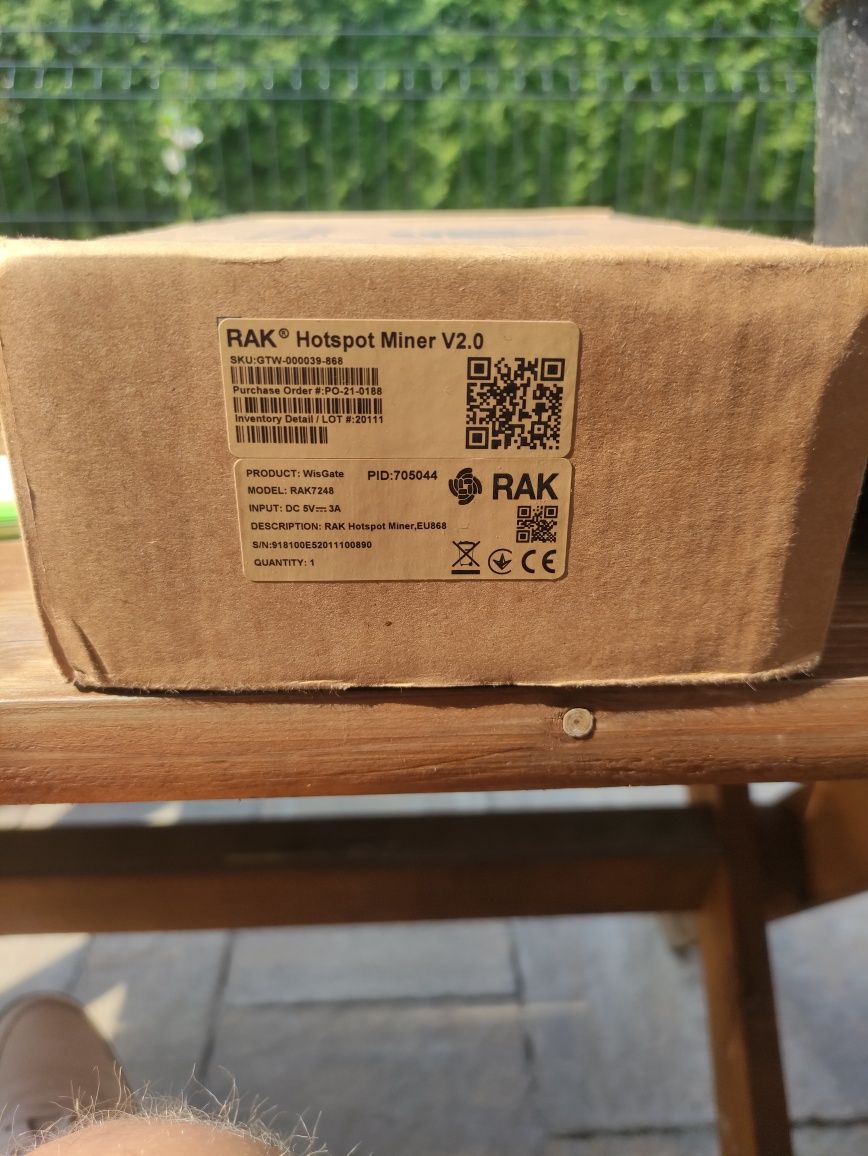 RAK® Hotspot Miner V2.0
SKU:GTW-000039-868
Purchase Order #:PO-21-0188
Inventory Detail / LOT #:20111
PRODUCT: WisGate PID:705044
RAK
MODEL: RAK7248
INPUT: DC 5V⎓3A
DESCRIPTION: RAK Hotspot Miner,EU868
S/N:918100E52011100890
QUANTITY: 1
CE